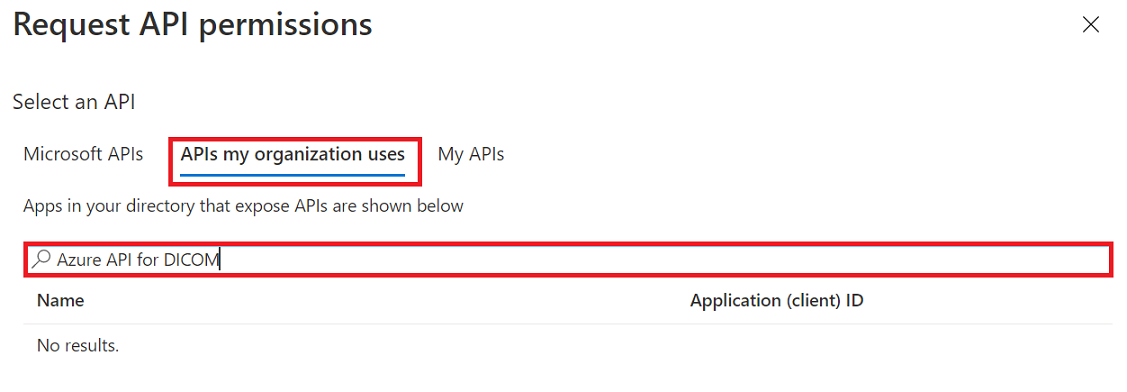 Request API permissions
Select an API
Microsoft APIs APIs my organization uses My APIs
Apps in your directory that expose APIs are shown below
Azure API for DICOM
Name Application (client) ID
No results.